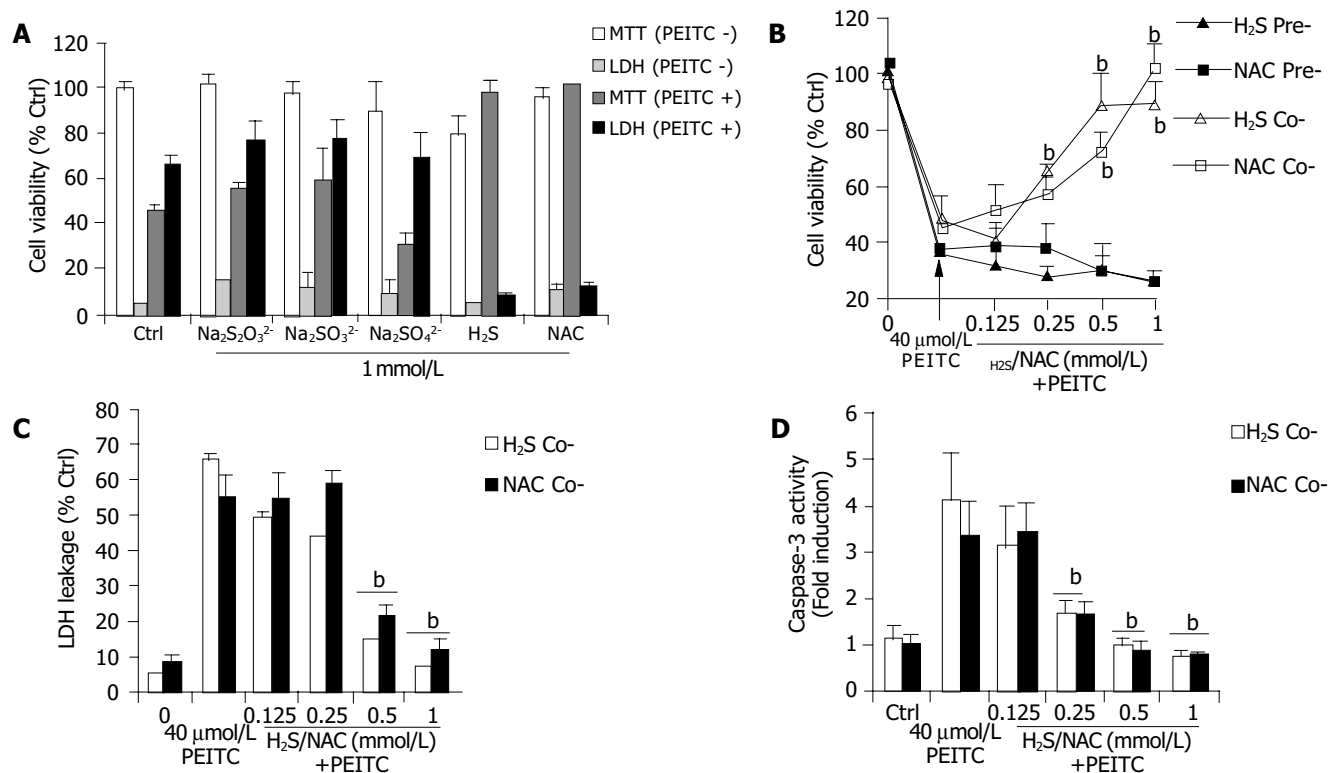 A
120
100
80
60
40
20
0
Cell viability (% Ctrl)
MTT (PEITC -)
LDH (PEITC -)
MTT (PEITC +)
LDH (PEITC +)
Ctrl Na₂S₂O₃²⁻ Na₂SO₃²⁻ Na₂SO₄²⁻ H₂S NAC
1 mmol/L
B
120
100
80
60
40
20
Cell viability (% Ctrl)
b
b
b
b
b
H₂S Pre-
NAC Pre-
H₂S Co-
NAC Co-
0 0.125 0.25 0.5 1
40 μmol/L
PEITC
H2S/NAC (mmol/L)
+PEITC
C
80
70
60
50
40
30
20
10
0
LDH leakage (% Ctrl)
b
b
H₂S Co-
NAC Co-
0 0.125 0.25 0.5 1
40 μmol/L
PEITC
H₂S/NAC (mmol/L)
+PEITC
D
6
5
4
3
2
1
0
Caspase-3 activity
(Fold induction)
b
b
b
H₂S Co-
NAC Co-
Ctrl 0.125 0.25 0.5 1
40 μmol/L
PEITC
H₂S/NAC (mmol/L)
+PEITC